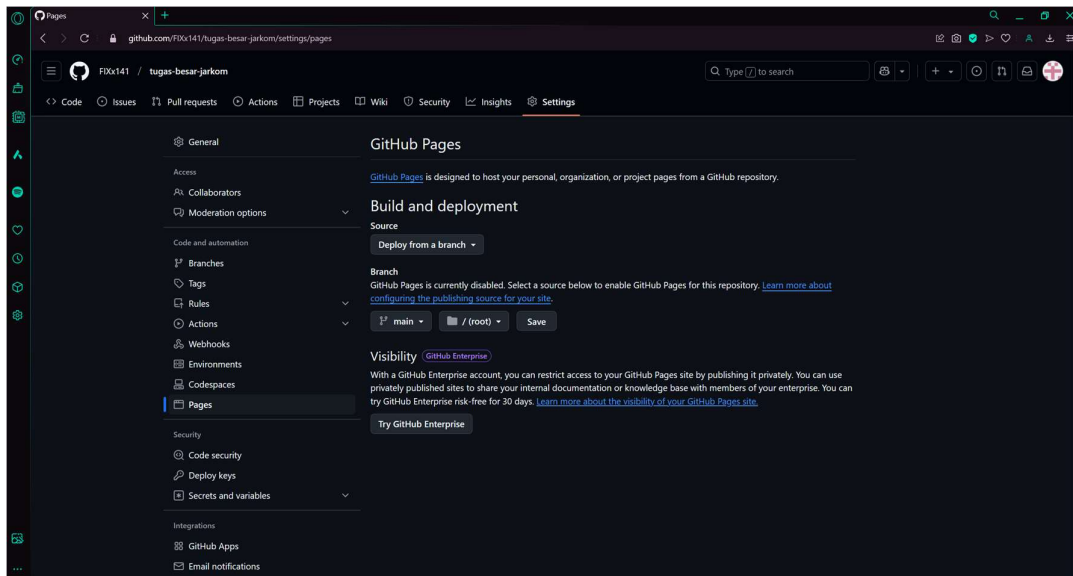 Pages
github.com/FIXx141/tugas-besar-jarkom/settings/pages
FIXx141 / tugas-besar-jarkom
Type / to search
Code
Issues
Pull requests
Actions
Projects
Wiki
Security
Insights
Settings
General
Access
Collaborators
Moderation options
Code and automation
Branches
Tags
Rules
Actions
Webhooks
Environments
Codespaces
Pages
Security
Code security
Deploy keys
Secrets and variables
Integrations
GitHub Apps
Email notifications
GitHub Pages
GitHub Pages is designed to host your personal, organization, or project pages from a GitHub repository.
Build and deployment
Source
Deploy from a branch
Branch
GitHub Pages is currently disabled. Select a source below to enable GitHub Pages for this repository. Learn more about
configuring the publishing source for your site.
main
/ (root)
Save
Visibility GitHub Enterprise
With a GitHub Enterprise account, you can restrict access to your GitHub Pages site by publishing it privately. You can use
privately published sites to share your internal documentation or knowledge base with members of your enterprise. You can
try GitHub Enterprise risk-free for 30 days. Learn more about the visibility of your GitHub Pages site.
Try GitHub Enterprise